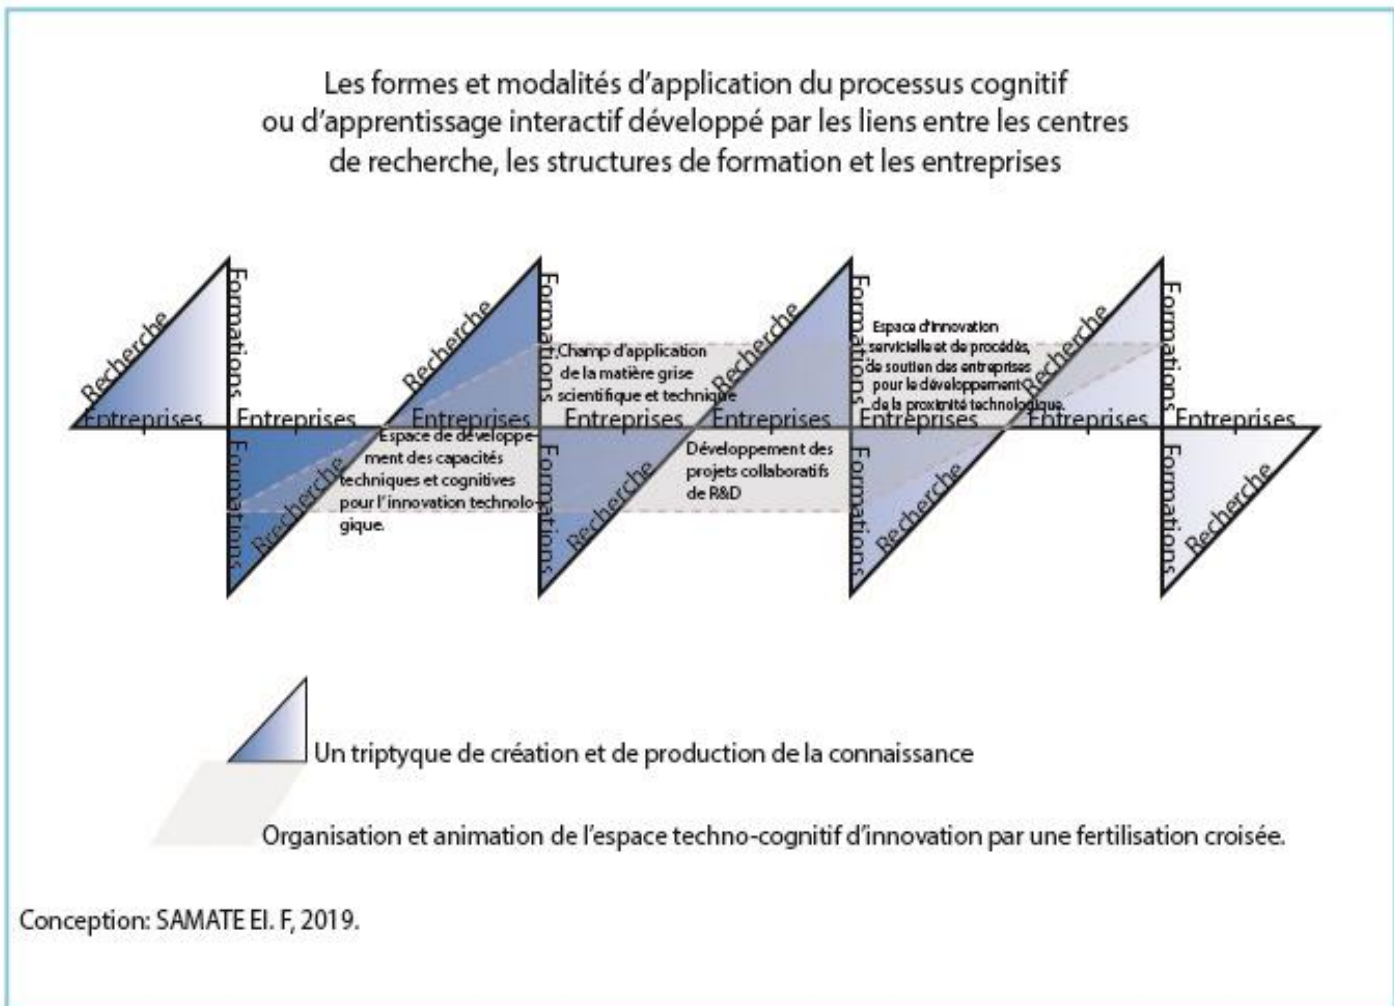 Les formes et modalités d'application du processus cognitif
ou d'apprentissage interactif développé par les liens entre les centres
de recherche, les structures de formation et les entreprises
Recherche
Formations
Entreprises
Entreprises
Formations
Brecherche
Recherche
Formations
Entreprises
Espace de développe-
ment des capacités
techniques et cognitives
pour l'innovation technolo-
gique.
Champ d'application
de la matière grise
scientifique et technique
Entreprises
Formations
Recherche
Recherche
Formations
Entreprises
Développement des
projets collaboratifs
de R&D
Espace d'innovation
servicielle et de procédés,
de soutien des entreprises
pour le développement
de la proximité technologique.
Entreprises
Formations
Recherche
Recherche
Formations
Entreprises
Entreprises
Formations
Recherche
Un triptyque de création et de production de la connaissance
Organisation et animation de l'espace techno-cognitif d'innovation par une fertilisation croisée.
Conception: SAMATE El. F, 2019.